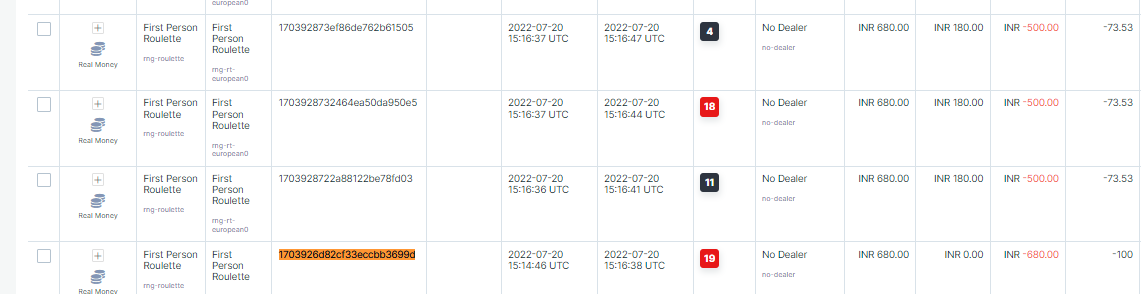 european0
First Person Roulette
rng-roulette
Real Money
First Person Roulette
rng-rt-european0
170392873ef86de762b61505
2022-07-20 15:16:37 UTC
2022-07-20 15:16:47 UTC
4
No Dealer
no-dealer
INR 680.00
INR 180.00
INR -500.00
-73.53
First Person Roulette
rng-roulette
Real Money
First Person Roulette
rng-rt-european0
1703928732464ea50da950e5
2022-07-20 15:16:37 UTC
2022-07-20 15:16:44 UTC
18
No Dealer
no-dealer
INR 680.00
INR 180.00
INR -500.00
-73.53
First Person Roulette
rng-roulette
Real Money
First Person Roulette
rng-rt-european0
1703928722a88122be78fd03
2022-07-20 15:16:36 UTC
2022-07-20 15:16:41 UTC
11
No Dealer
no-dealer
INR 680.00
INR 180.00
INR -500.00
-73.53
First Person Roulette
rng-roulette
Real Money
First Person Roulette
1703926d82cf33eccbb3699d
2022-07-20 15:14:46 UTC
2022-07-20 15:16:38 UTC
19
No Dealer
no-dealer
INR 680.00
INR 0.00
INR -680.00
-100